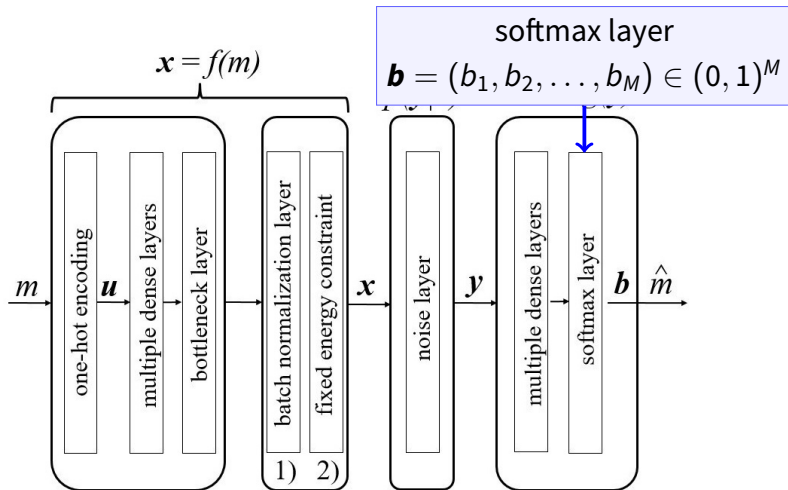 softmax layer
b = (b₁, b₂, . . . , b_M) ∈ (0, 1)^M
x = f(m)
m
one-hot encoding
u
multiple dense layers
bottleneck layer
batch normalization layer
1)
fixed energy constraint
2)
x
noise layer
y
multiple dense layers
softmax layer
b
m̂